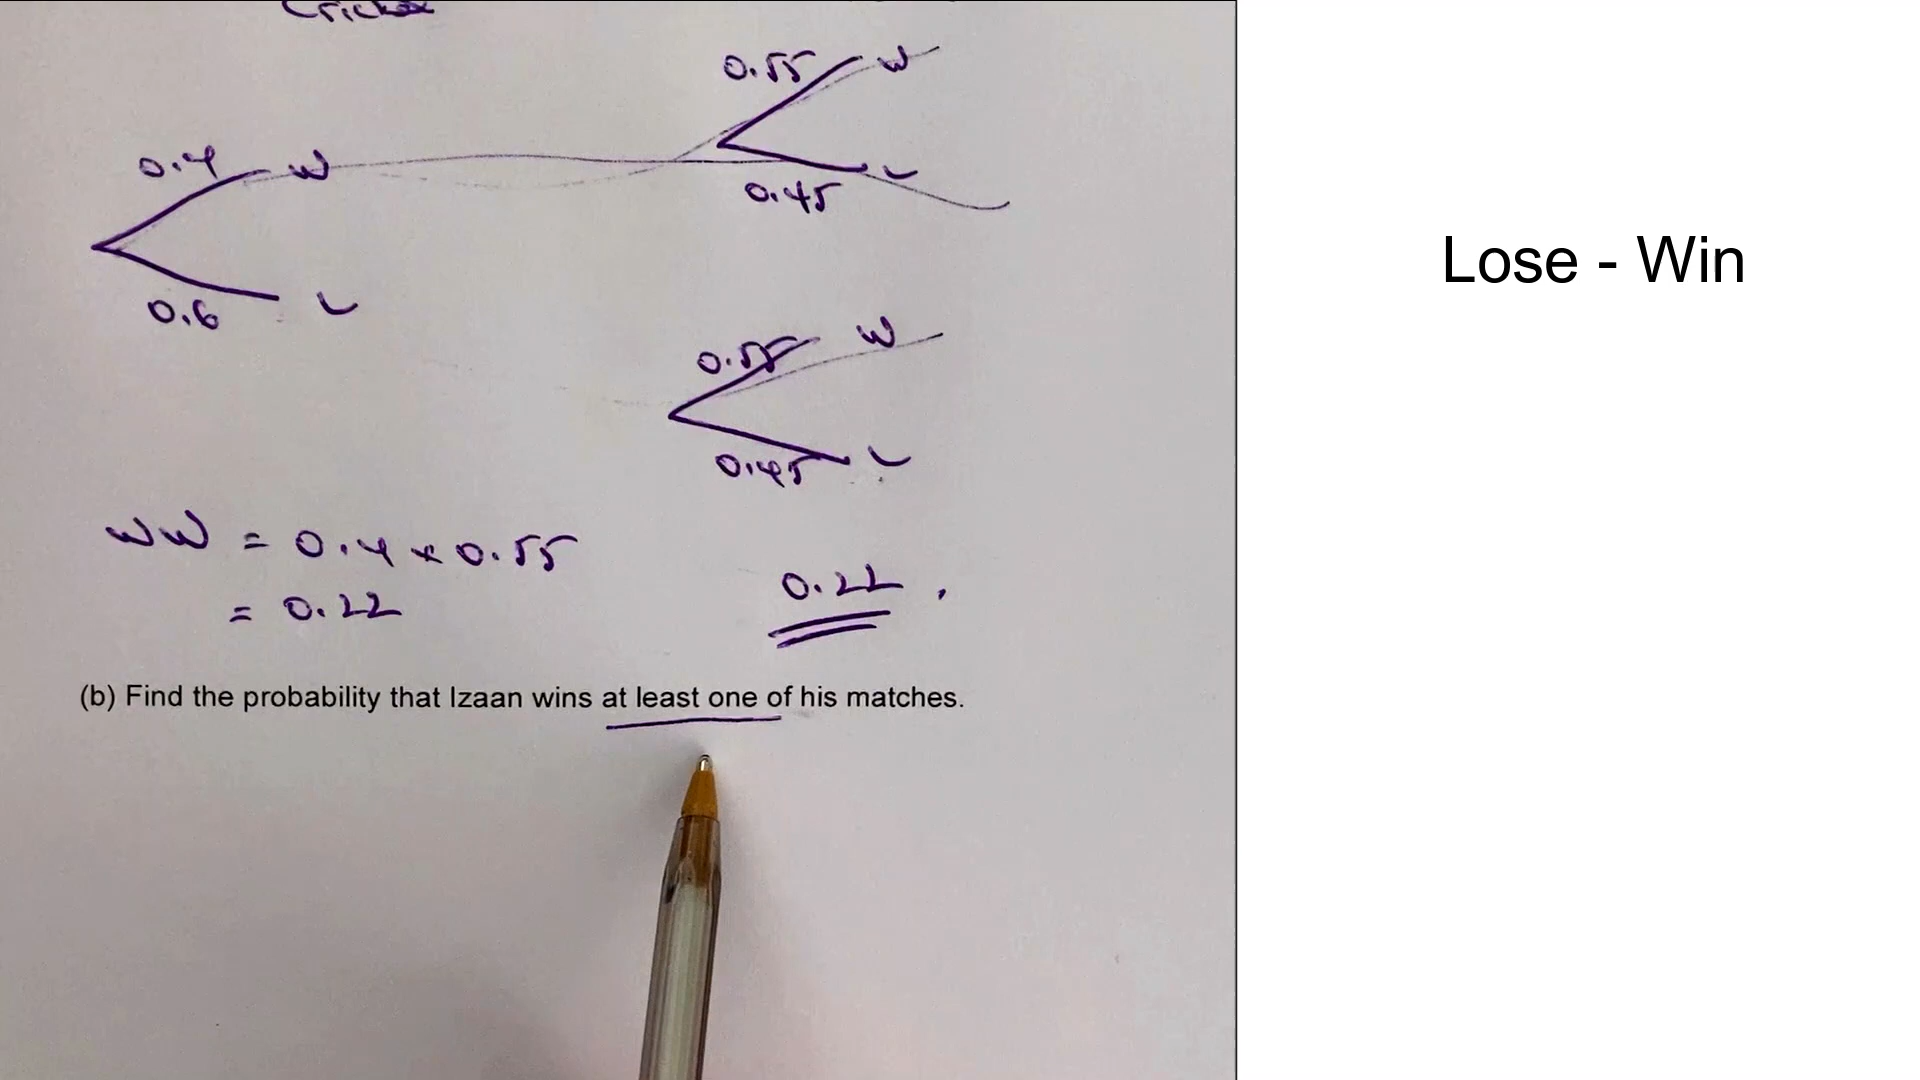 Cricket
0.55 W
0.4 W
0.45 L
0.6 L
0.55 W
0.45 L
WW = 0.4 × 0.55
= 0.22
0.22
(b) Find the probability that Izaan wins at least one of his matches.
Lose - Win